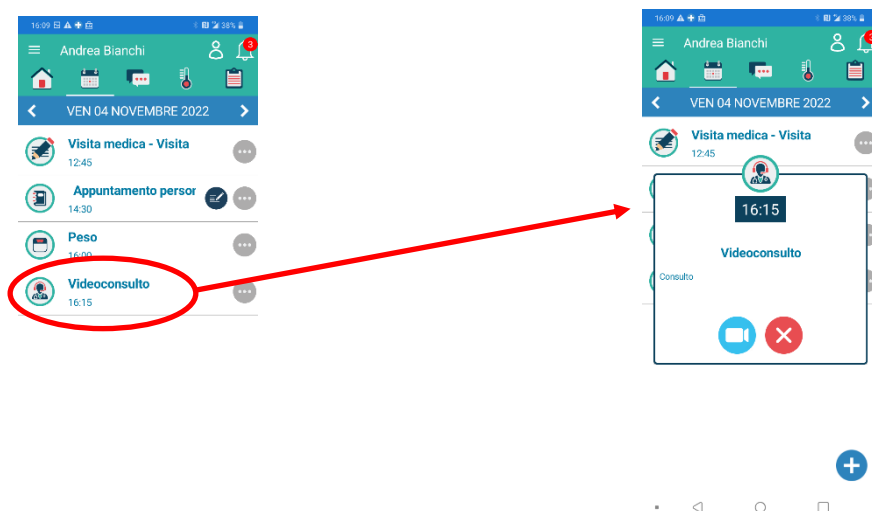 16:09
38%
Andrea Bianchi
3
VEN 04 NOVEMBRE 2022
Visita medica - Visita
12:45
Appuntamento persor
14:30
Peso
16:00
Videoconsulto
16:15
16:09
38%
Andrea Bianchi
3
VEN 04 NOVEMBRE 2022
Visita medica - Visita
12:45
16:15
Videoconsulto
Consulto